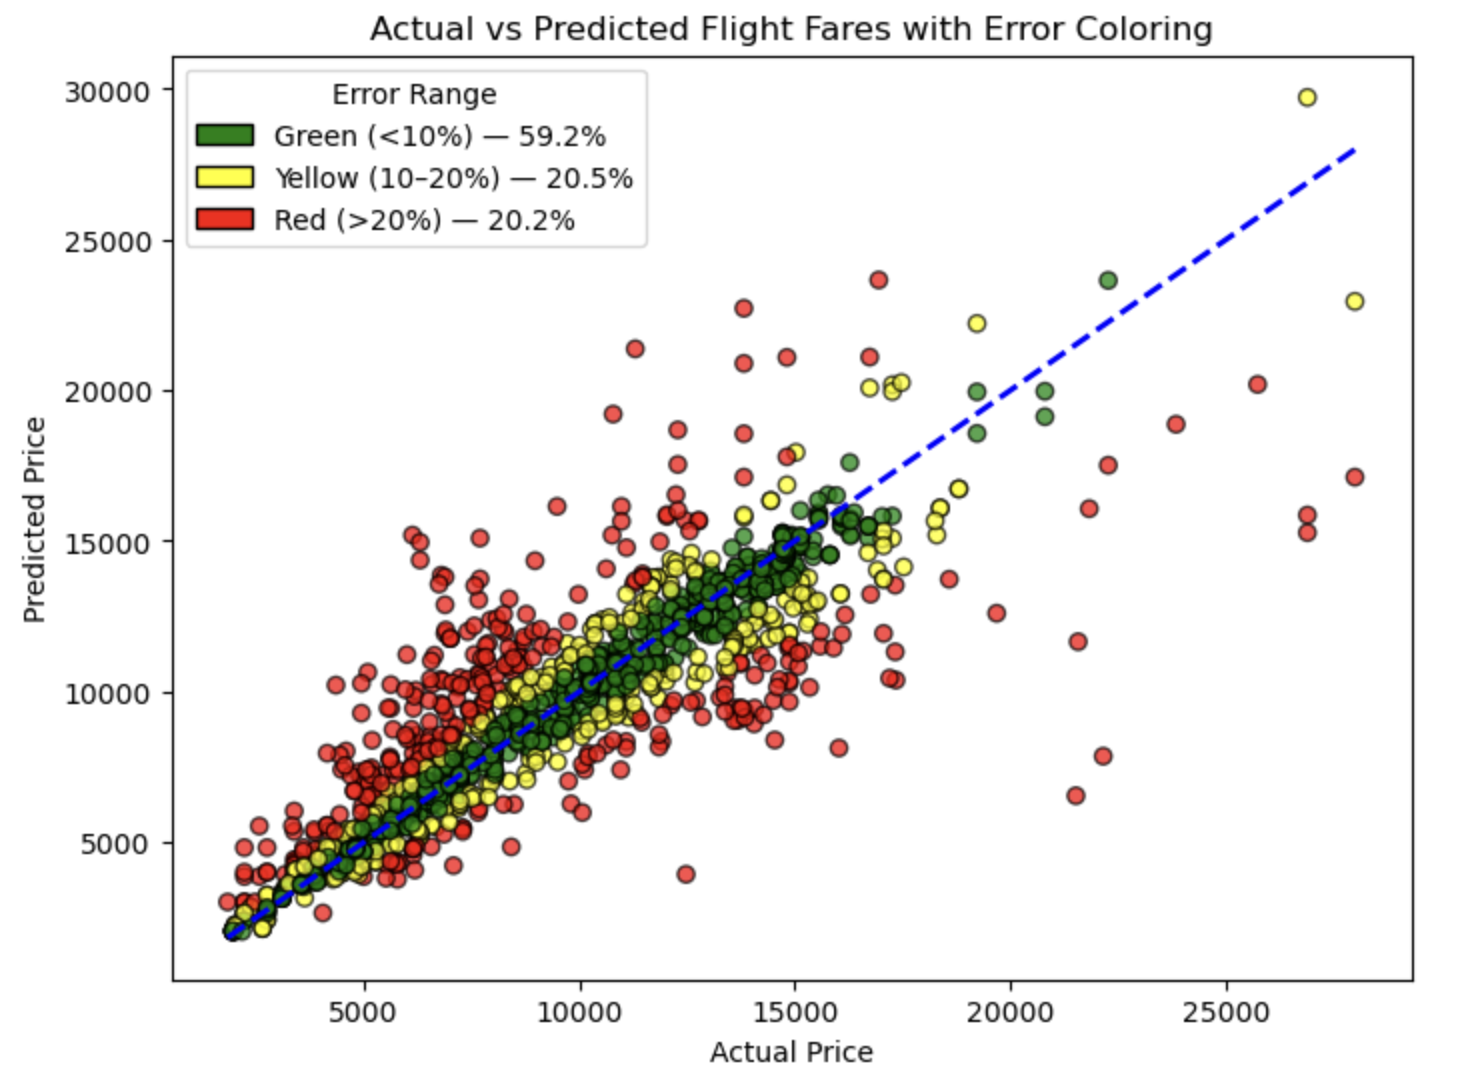 Actual vs Predicted Flight Fares with Error Coloring
Error Range
Green (<10%) — 59.2%
Yellow (10–20%) — 20.5%
Red (>20%) — 20.2%
30000
25000
20000
15000
10000
5000
Predicted Price
5000 10000 15000 20000 25000
Actual Price